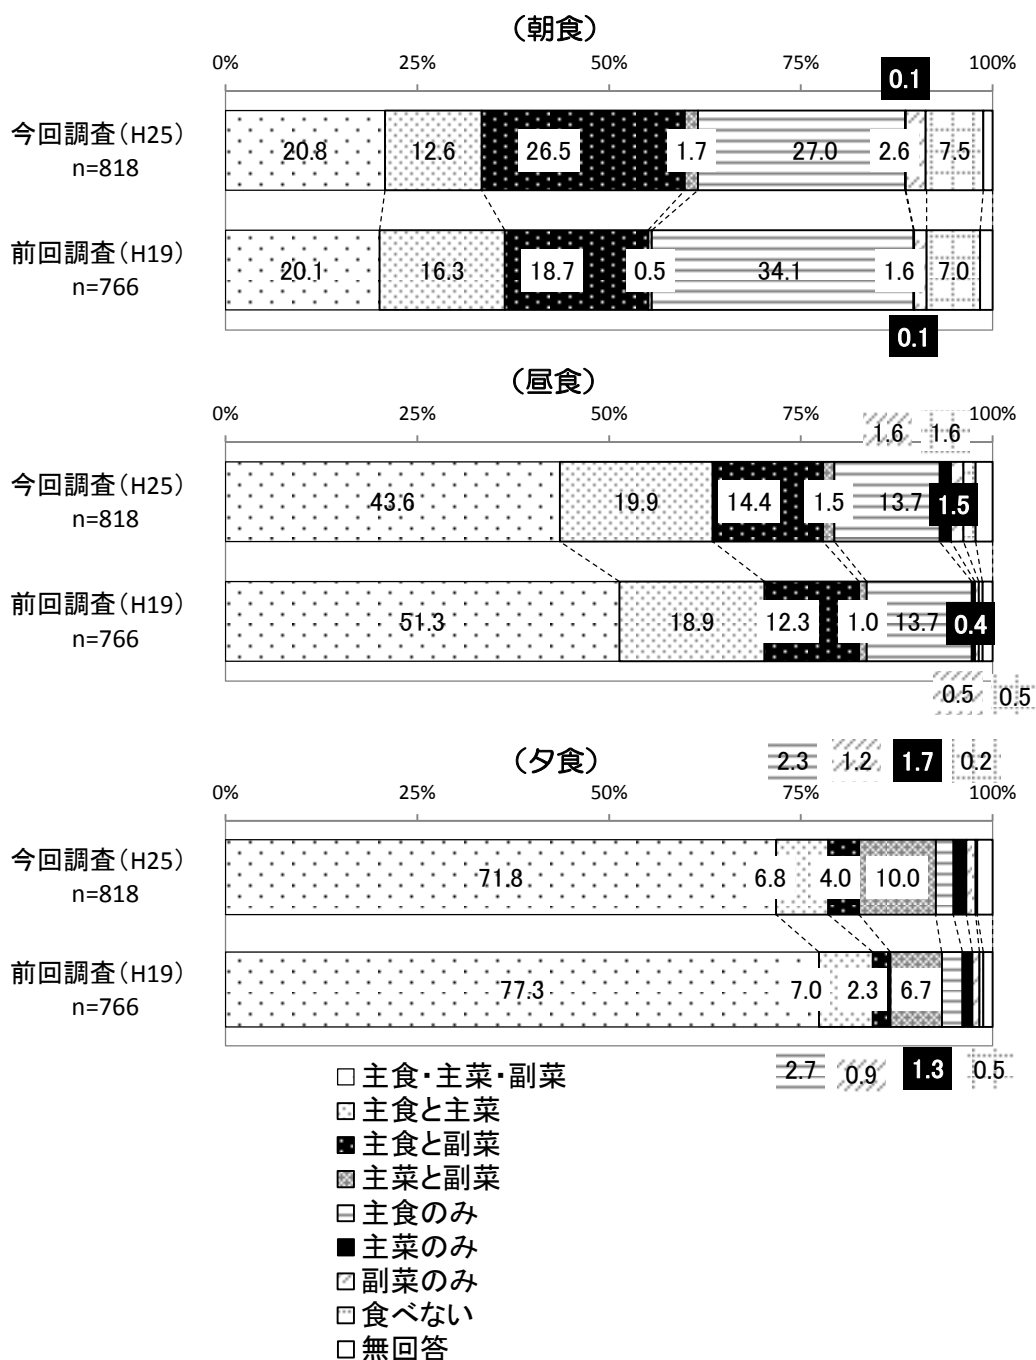 (朝食)
0% 25% 50% 75% 100%
0.1
今回調査(H25)
n=818
20.8 12.6 26.5 1.7 27.0 2.6 7.5
前回調査(H19)
n=766
20.1 16.3 18.7 0.5 34.1 1.6 7.0
0.1
(昼食)
0% 25% 50% 75% 100%
1.6 1.6
今回調査(H25)
n=818
43.6 19.9 14.4 1.5 13.7 1.5
前回調査(H19)
n=766
51.3 18.9 12.3 1.0 13.7 0.4
0.5 0.5
(夕食)
2.3 1.2 1.7 0.2
0% 25% 50% 75% 100%
今回調査(H25)
n=818
71.8 6.8 4.0 10.0
前回調査(H19)
n=766
77.3 7.0 2.3 6.7
2.7 0.9 1.3 0.5
主食・主菜・副菜
主食と主菜
主食と副菜
主菜と副菜
主食のみ
主菜のみ
副菜のみ
食べない
無回答